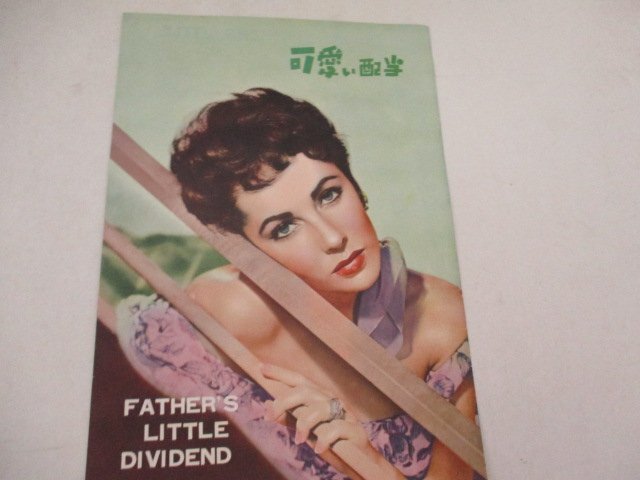 可愛い配当
FATHER'S
LITTLE
DIVIDEND